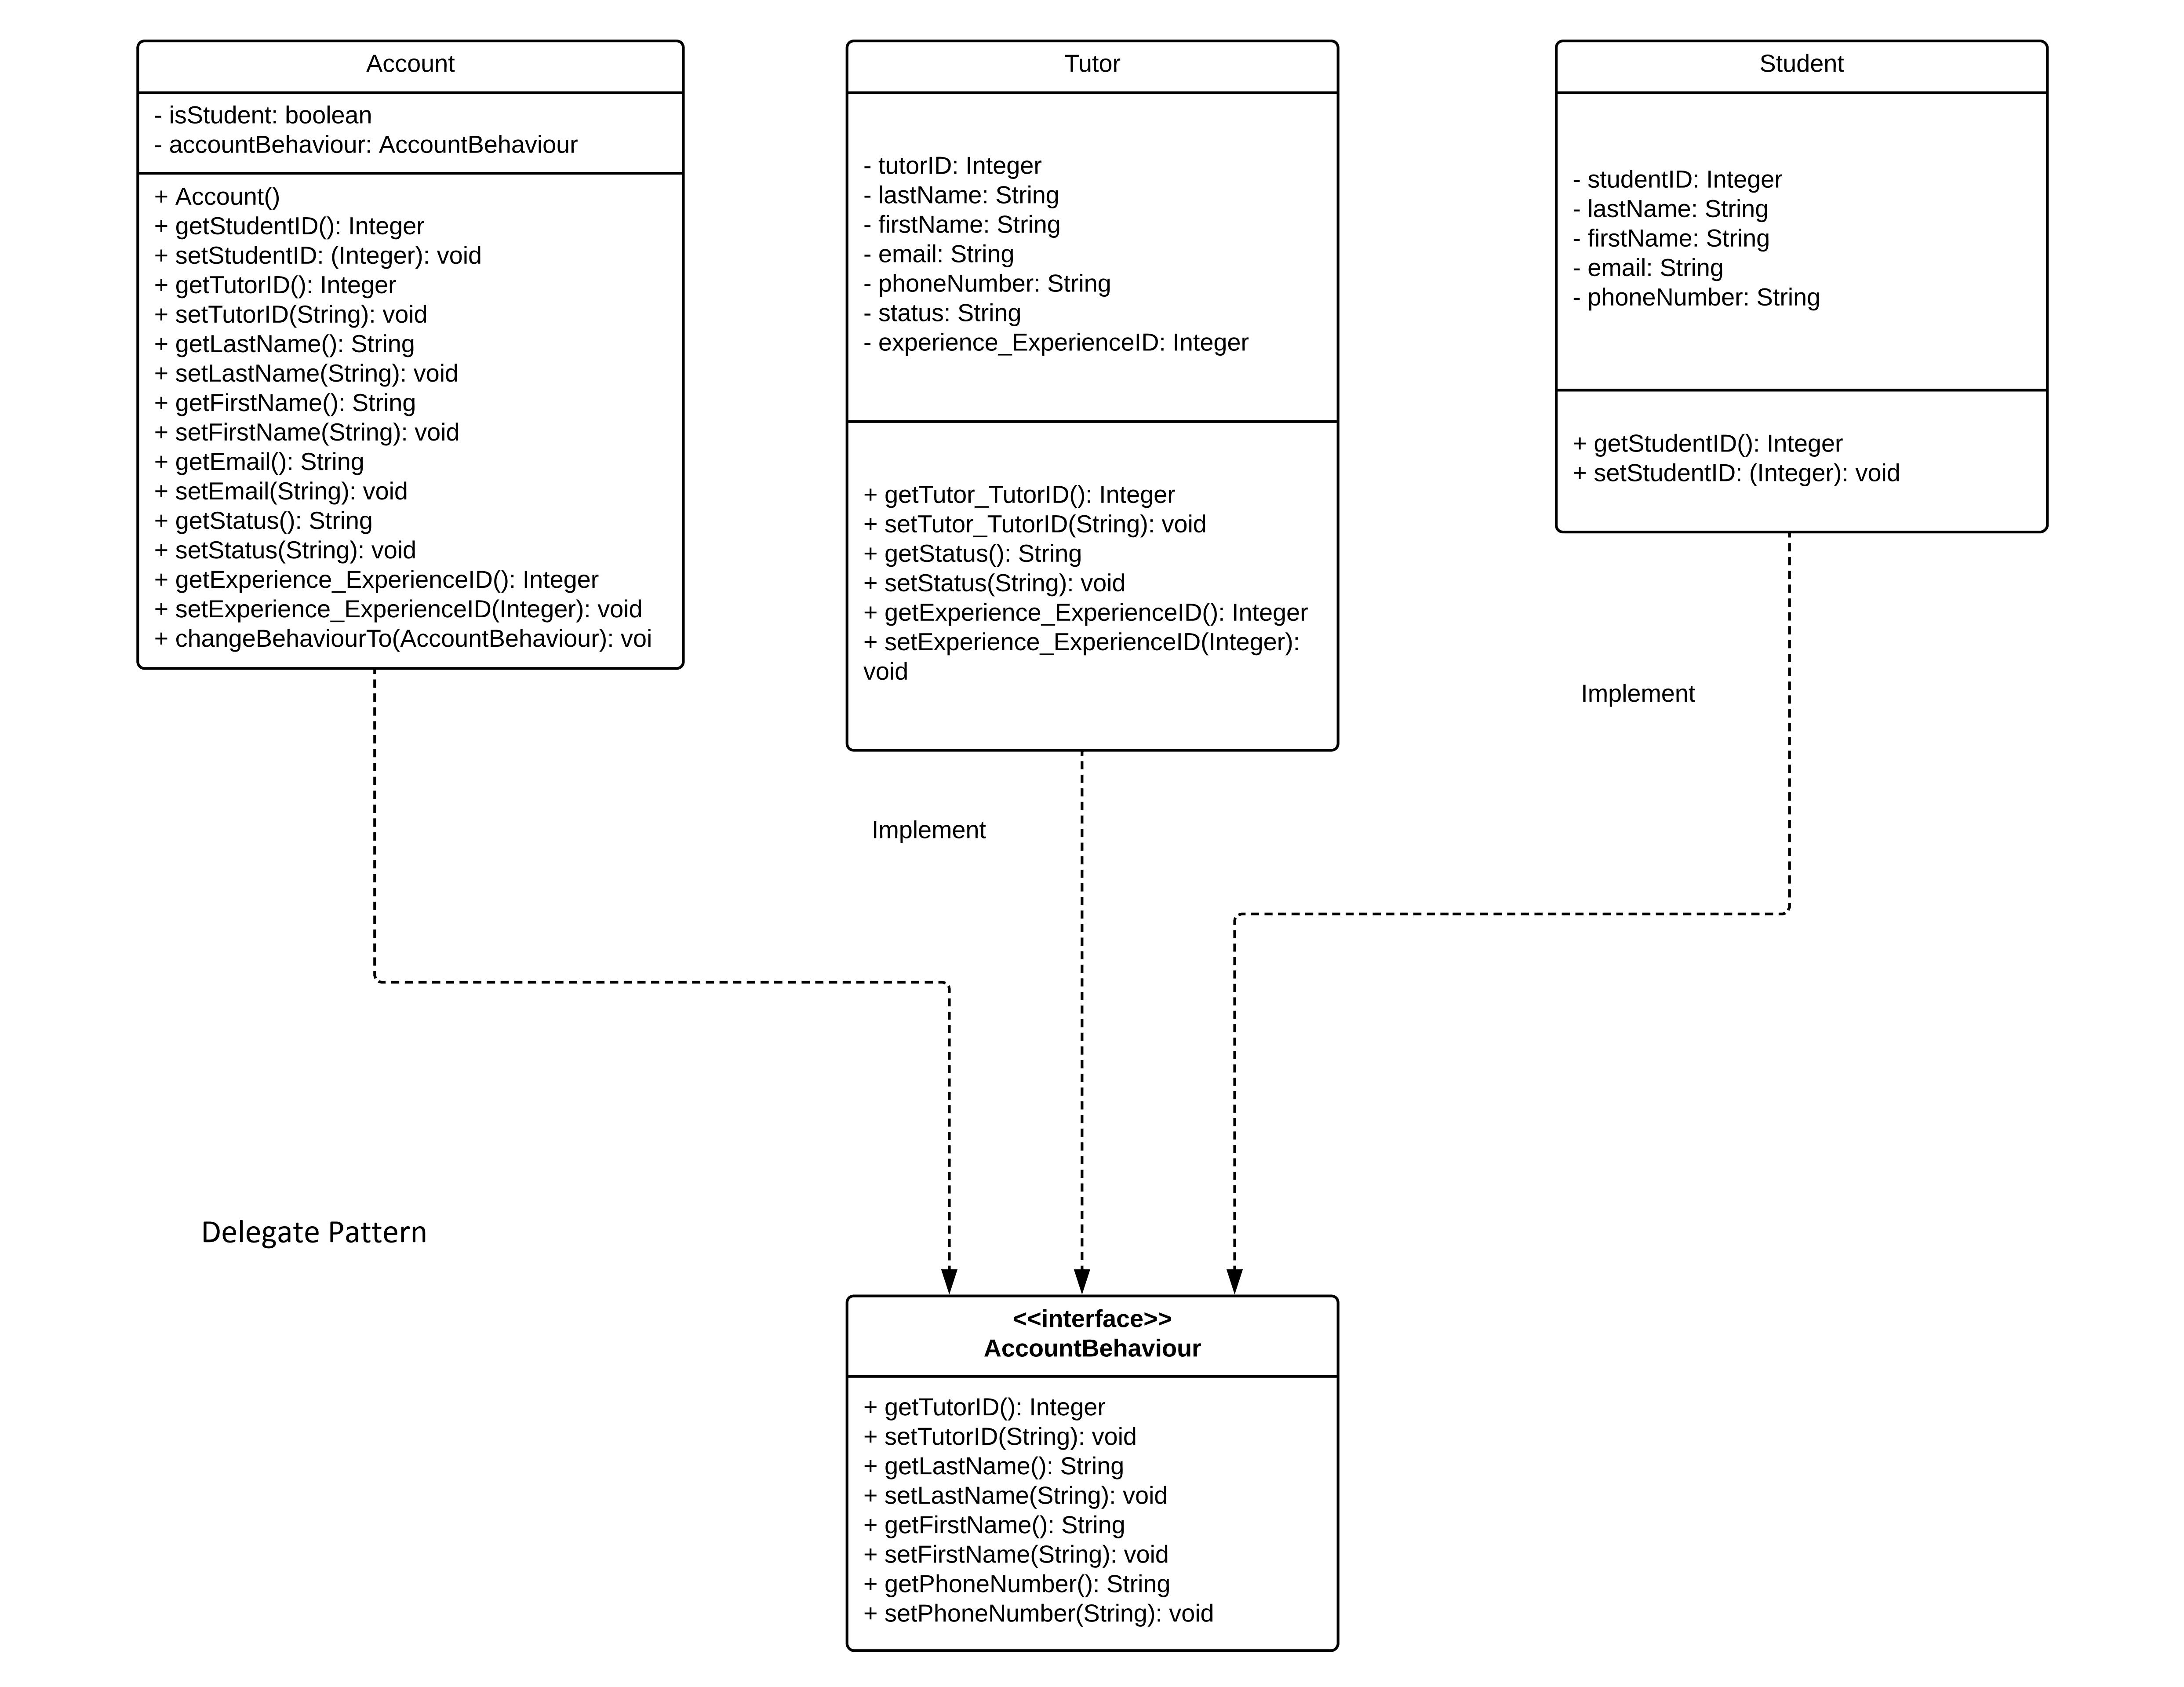 Account
- isStudent: boolean
- accountBehaviour: AccountBehaviour
+ Account()
+ getStudentID(): Integer
+ setStudentID: (Integer): void
+ getTutorID(): Integer
+ setTutorID(String): void
+ getLastName(): String
+ setLastName(String): void
+ getFirstName(): String
+ setFirstName(String): void
+ getEmail(): String
+ setEmail(String): void
+ getStatus(): String
+ setStatus(String): void
+ getExperience_ExperienceID(): Integer
+ setExperience_ExperienceID(Integer): void
+ changeBehaviourTo(AccountBehaviour): voi
Tutor
- tutorID: Integer
- lastName: String
- firstName: String
- email: String
- phoneNumber: String
- status: String
- experience_ExperienceID: Integer
+ getTutor_TutorID(): Integer
+ setTutor_TutorID(String): void
+ getStatus(): String
+ setStatus(String): void
+ getExperience_ExperienceID(): Integer
+ setExperience_ExperienceID(Integer):
void
Student
- studentID: Integer
- lastName: String
- firstName: String
- email: String
- phoneNumber: String
+ getStudentID(): Integer
+ setStudentID: (Integer): void
Implement
Implement
Delegate Pattern
<<interface>>
AccountBehaviour
+ getTutorID(): Integer
+ setTutorID(String): void
+ getLastName(): String
+ setLastName(String): void
+ getFirstName(): String
+ setFirstName(String): void
+ getPhoneNumber(): String
+ setPhoneNumber(String): void